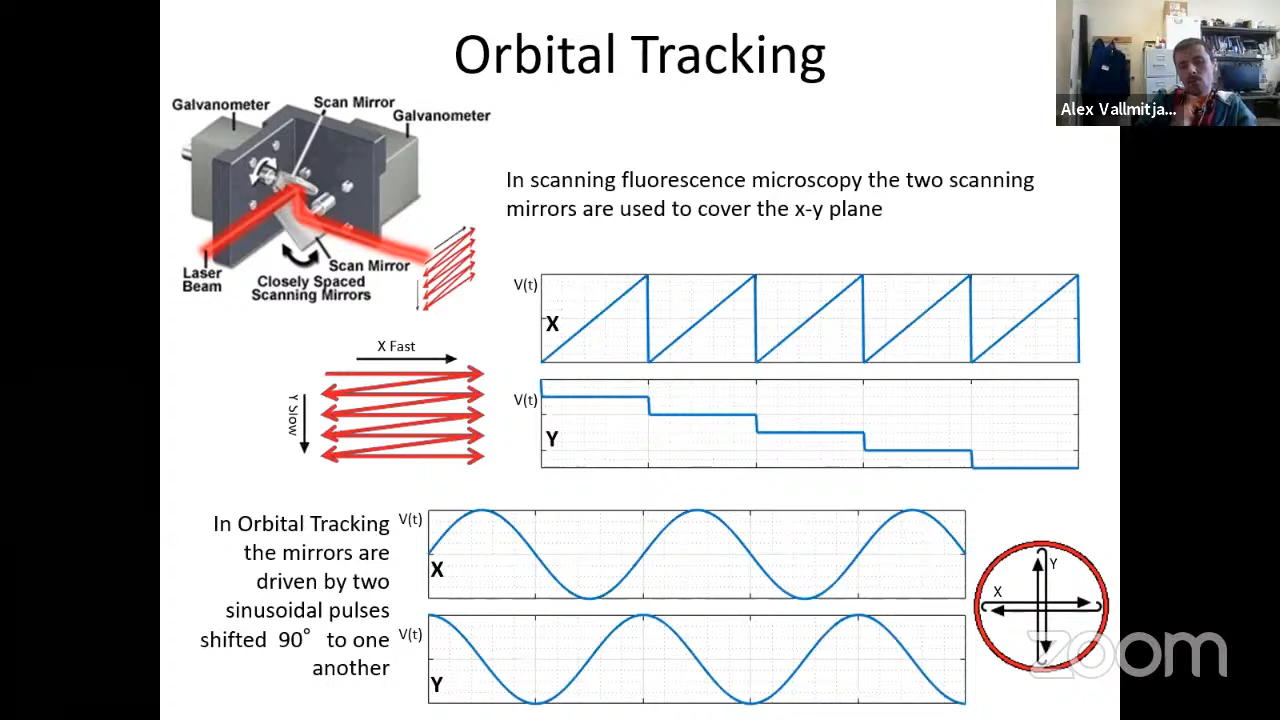 Orbital Tracking
Alex Vallmitja...
Galvanometer
Scan Mirror
Galvanometer
Laser
Beam
Scan Mirror
Closely Spaced
Scanning Mirrors
In scanning fluorescence microscopy the two scanning
mirrors are used to cover the x-y plane
V(t)
X
V(t)
Y
X Fast
Y Slow
In Orbital Tracking
the mirrors are
driven by two
sinusoidal pulses
shifted 90° to one
another
V(t)
X
V(t)
Y
Y
X
zoom